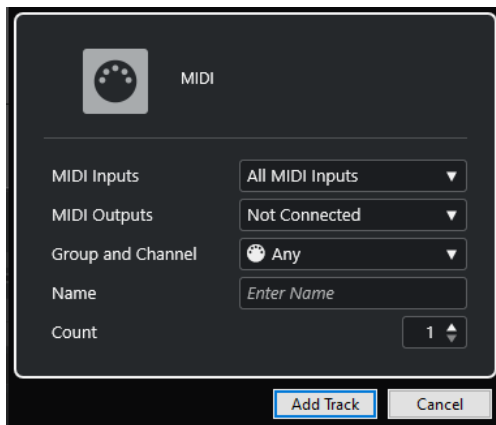 MIDI
MIDI Inputs All MIDI Inputs
MIDI Outputs Not Connected
Group and Channel Any
Name Enter Name
Count 1
Add Track Cancel